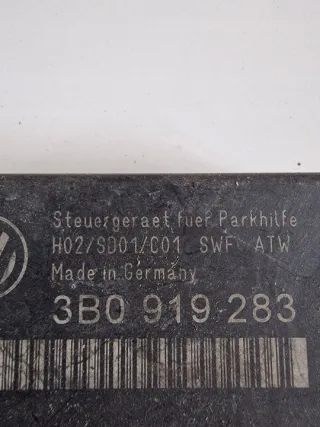 Steuergeraet fuer Parkhilfe
H02/SD01/C01 SWF ATW
Made in Germany
3B0 919 283